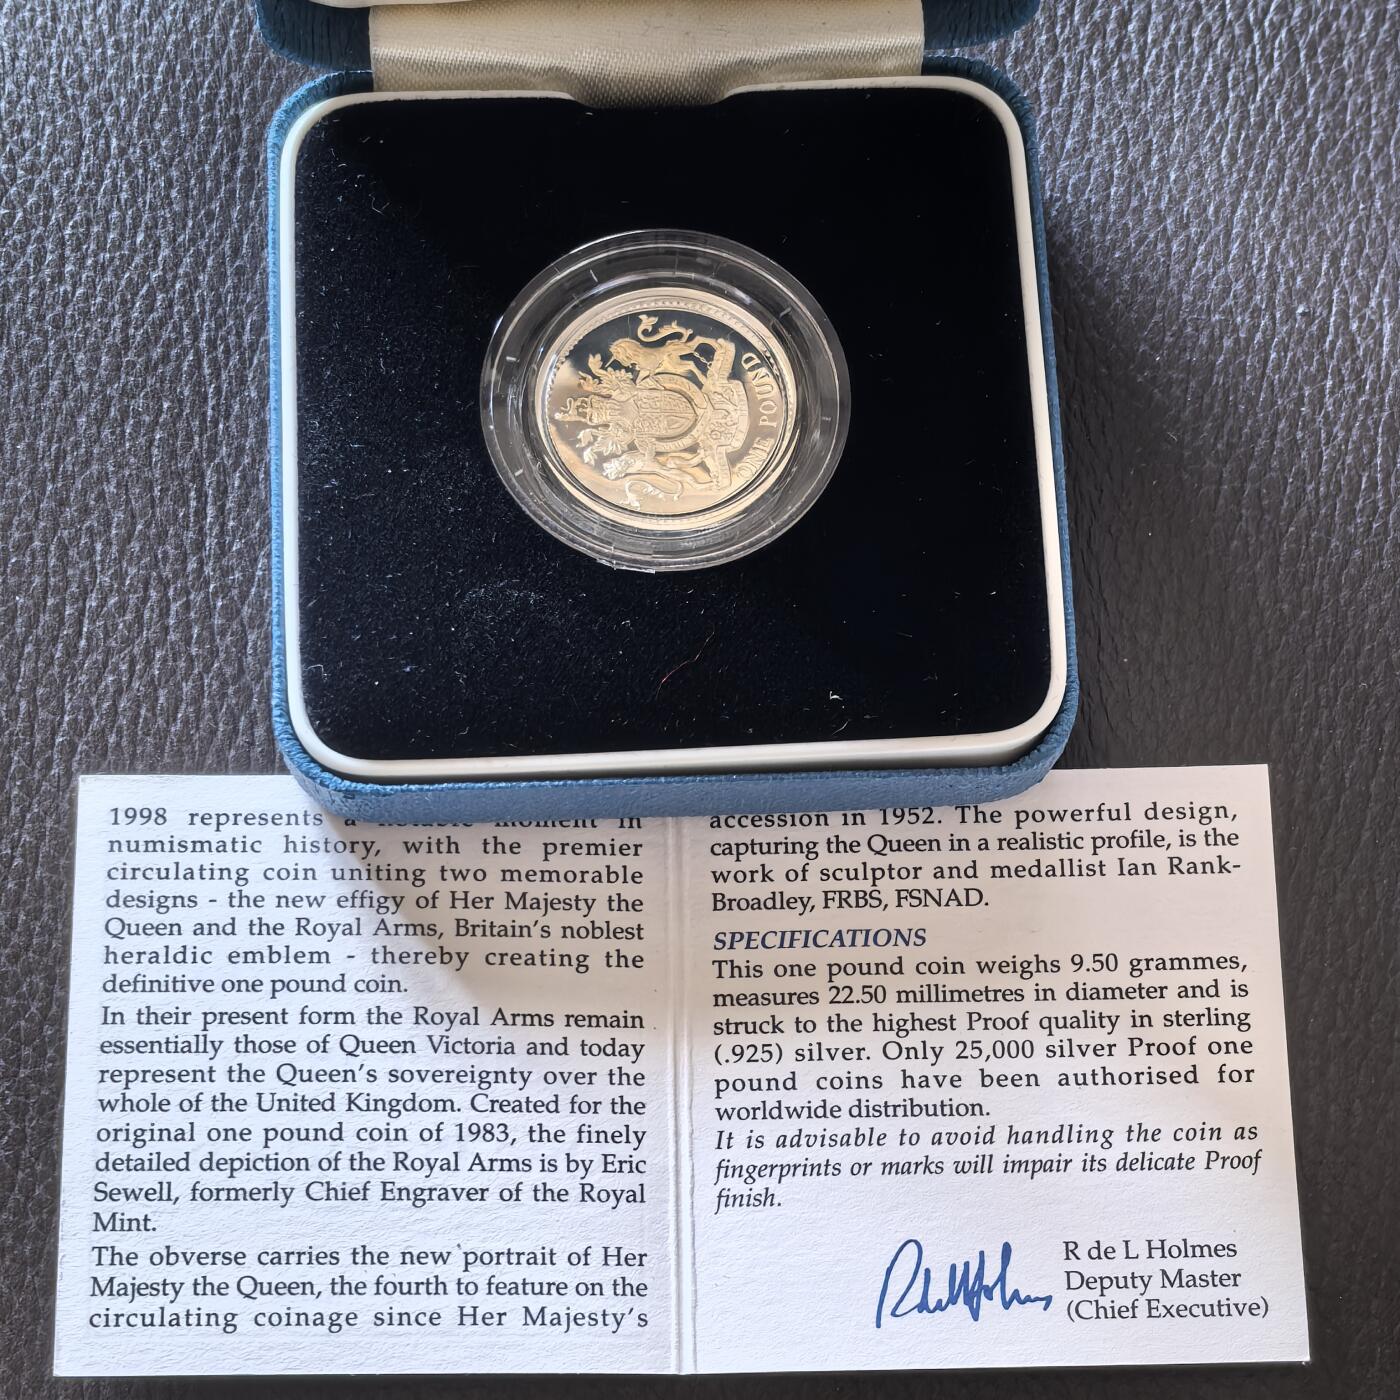 ONE POUND
1998 represents a notable moment in
numismatic history, with the premier
circulating coin uniting two memorable
designs - the new effigy of Her Majesty the
Queen and the Royal Arms, Britain's noblest
heraldic emblem - thereby creating the
definitive one pound coin.
In their present form the Royal Arms remain
essentially those of Queen Victoria and today
represent the Queen's sovereignty over the
whole of the United Kingdom. Created for the
original one pound coin of 1983, the finely
detailed depiction of the Royal Arms is by Eric
Sewell, formerly Chief Engraver of the Royal
Mint.
The obverse carries the new portrait of Her
Majesty the Queen, the fourth to feature on the
circulating coinage since Her Majesty's
accession in 1952. The powerful design,
capturing the Queen in a realistic profile, is the
work of sculptor and medallist Ian Rank-
Broadley, FRBS, FSNAD.
SPECIFICATIONS
This one pound coin weighs 9.50 grammes,
measures 22.50 millimetres in diameter and is
struck to the highest Proof quality in sterling
(.925) silver. Only 25,000 silver Proof one
pound coins have been authorised for
worldwide distribution.
It is advisable to avoid handling the coin as
fingerprints or marks will impair its delicate Proof
finish.
R de L Holmes
Deputy Master
(Chief Executive)